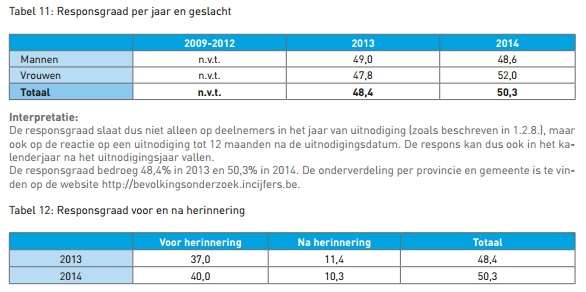 Tabel 11: Responsgraad per jaar en geslacht
2009-2012 2013 2014
Mannen n.v.t. 49,0 48,6
Vrouwen n.v.t. 47,8 52,0
Totaal n.v.t. 48,4 50,3
Interpretatie:
De responsgraad slaat dus niet alleen op deelnemers in het jaar van uitnodiging (zoals beschreven in 1.2.8.), maar
ook op de reactie op een uitnodiging tot 12 maanden na de uitnodigingsdatum. De respons kan dus ook in het ka-
lenderjaar na het uitnodigingsjaar vallen.
De responsgraad bedroeg 48,4% in 2013 en 50,3% in 2014. De onderverdeling per provincie en gemeente is te vin-
den op de website http://bevolkingsonderzoek.incijfers.be.
Tabel 12: Responsgraad voor en na herinnering
Voor herinnering Na herinnering Totaal
2013 37,0 11,4 48,4
2014 40,0 10,3 50,3